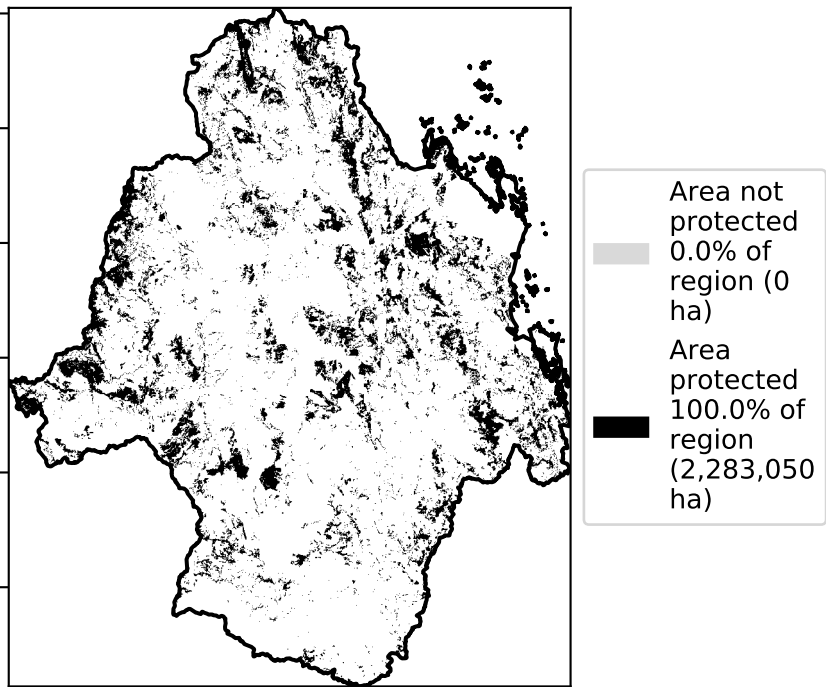 Area not
protected
0.0% of
region (0
ha)
Area
protected
100.0% of
region
(2,283,050
ha)